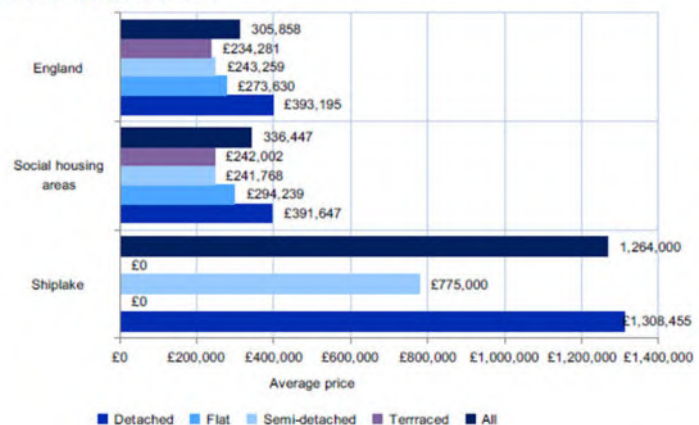 305,858
£234,281
England
£243,259
£273,630
£393,195
336,447
£242,002
Social housing
areas
£241,768
£294,239
£391,647
1,264,000
£0
Shiplake
£775,000
£0
£1,308,455
£0 £200,000 £400,000 £600,000 £800,000 £1,000,000 £1,200,000 £1,400,000
Average price
Detached Flat Semi-detached Terrraced All